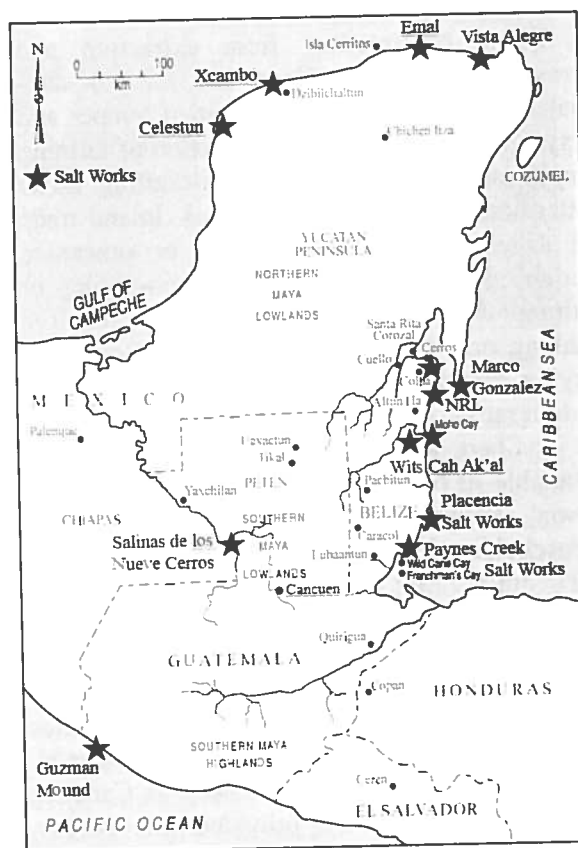 Emal
Vista Alegre
Isla Cerritos
N
0 100
km
Xcambo
Dzibilchaltun
Celestun
Chichen Itza
Salt Works
COZUMEL
YUCATAN
PENINSULA
NORTHERN
MAYA
LOWLANDS
GULF OF
CAMPECHE
Santa Rita
Corozal
Cerros
Cuello
Colha
Marco
Gonzalez
CARIBBEAN SEA
NRL
Altun Ha
MEXICO
Moho Cay
Palenque
Uaxactun
Tikal
Wits Cah Ak'al
PETEN
Pacbitun
Yaxchilan
BELIZE
Placencia
Salt Works
CHIAPAS
SOUTHERN
Caracol
Salinas de los
Nueve Cerros
MAYA
Lubaantun
Paynes Creek
Salt Works
Wild Cane Cay
Frenchman's Cay
LOWLANDS
Cancuen
Quirigua
GUATEMALA
Copan
HONDURAS
SOUTHERN MAYA
HIGHLANDS
Guzman
Mound
Ceren
EL SALVADOR
PACIFIC OCEAN